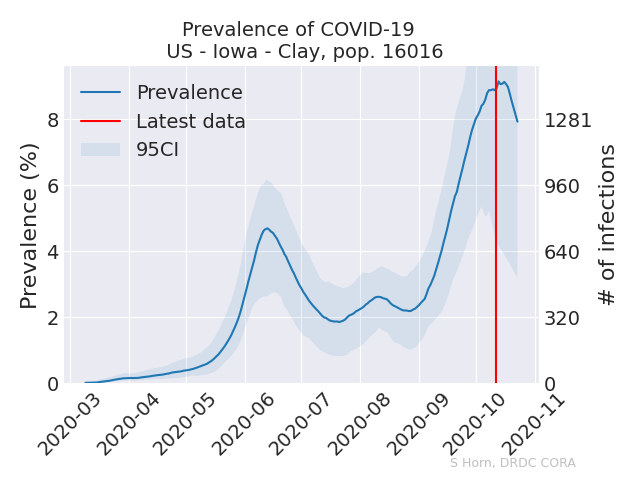 Prevalence of COVID-19
US - Iowa - Clay, pop. 16016
Prevalence
Latest data
95CI
Prevalence (%)
8
6
4
2
0
1281
960
640
320
0
# of infections
2020-03
2020-04
2020-05
2020-06
2020-07
2020-08
2020-09
2020-10
2020-11
S Horn, DRDC CORA